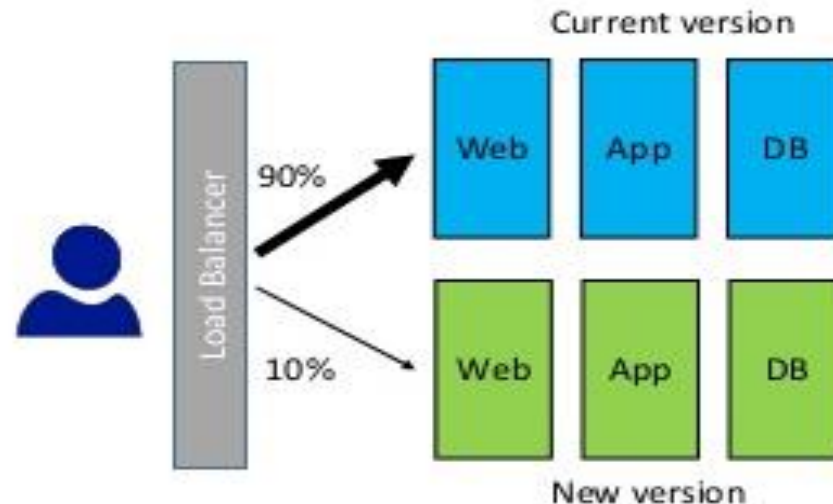 Current version
Web App DB
Load Balancer
90%
10%
Web App DB
New version